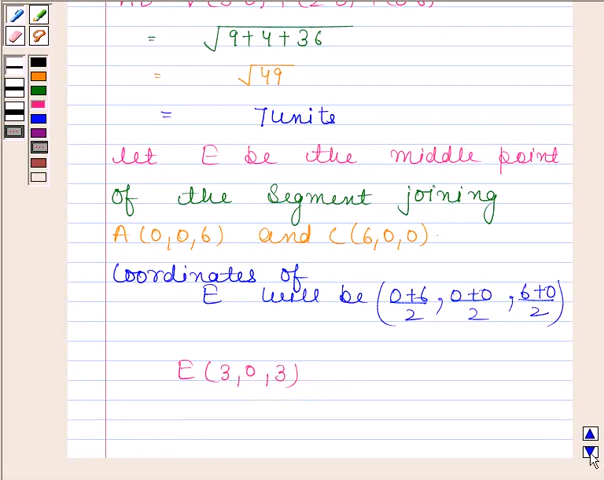 = √9+4+36
= √49
= 7units
let E be the middle point
of the segment joining
A(0,0,6) and C(6,0,0).
Coordinates of
E will be (0+6/2, 0+0/2, 6+0/2)
E(3,0,3)